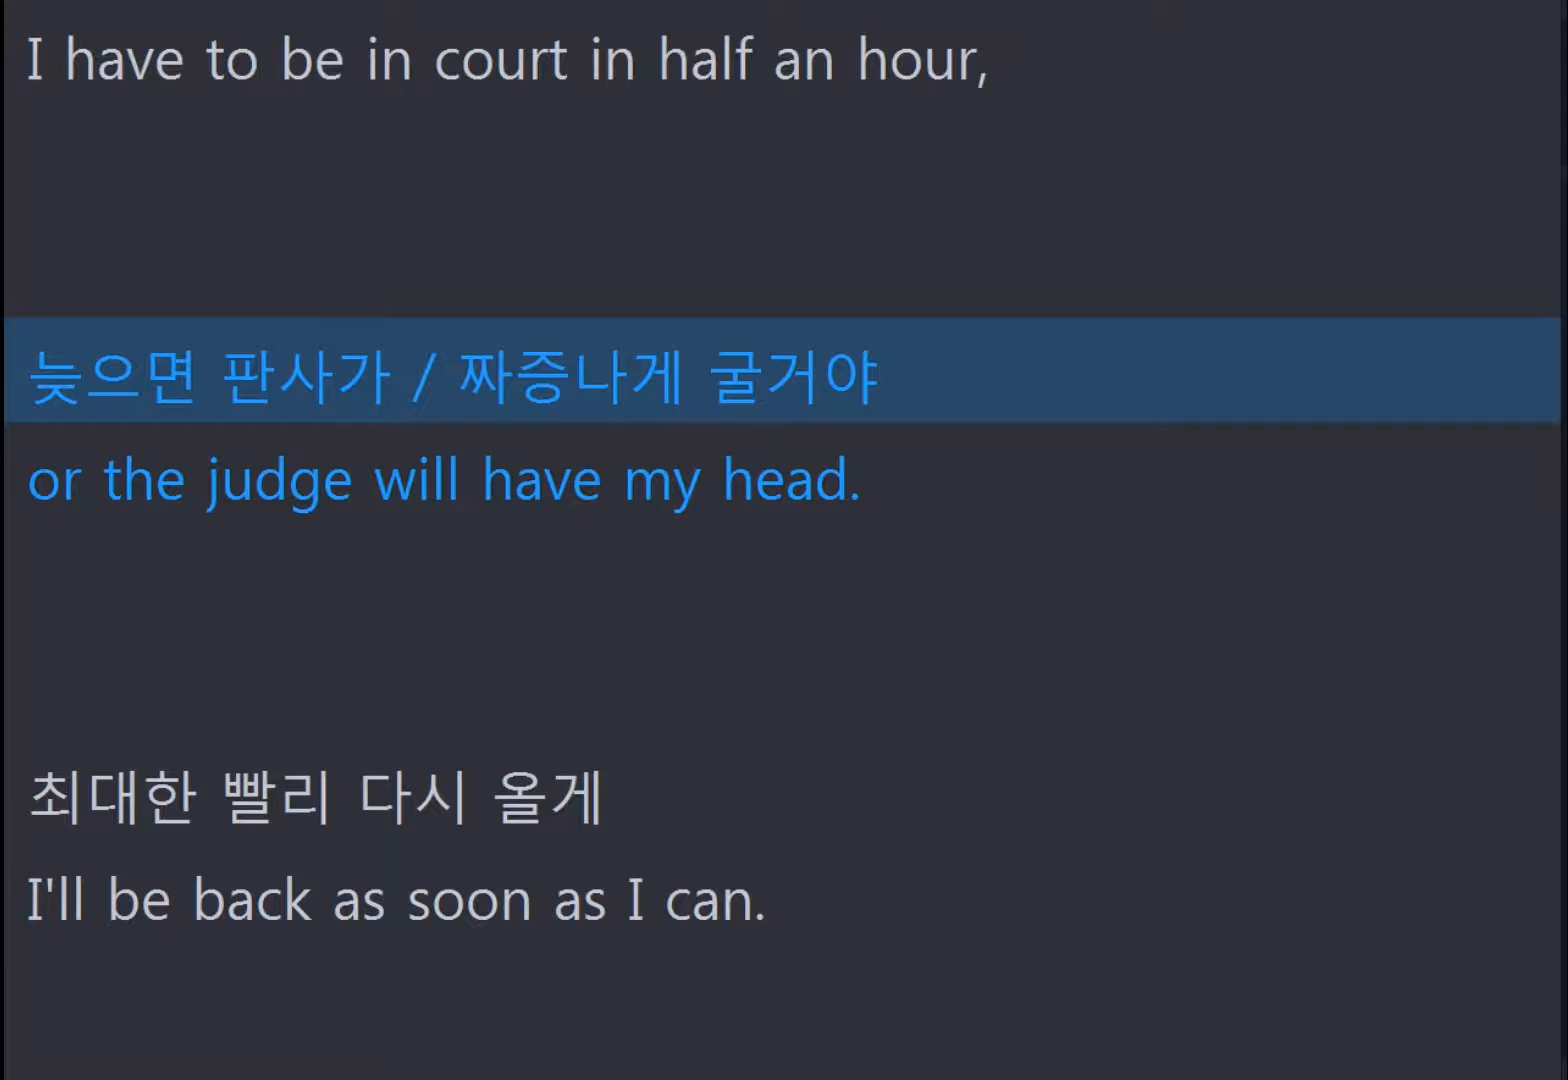 I have to be in court in half an hour,
늦으면 판사가 / 짜증나게 굴거야
or the judge will have my head.
최대한 빨리 다시 올게
I'll be back as soon as I can.